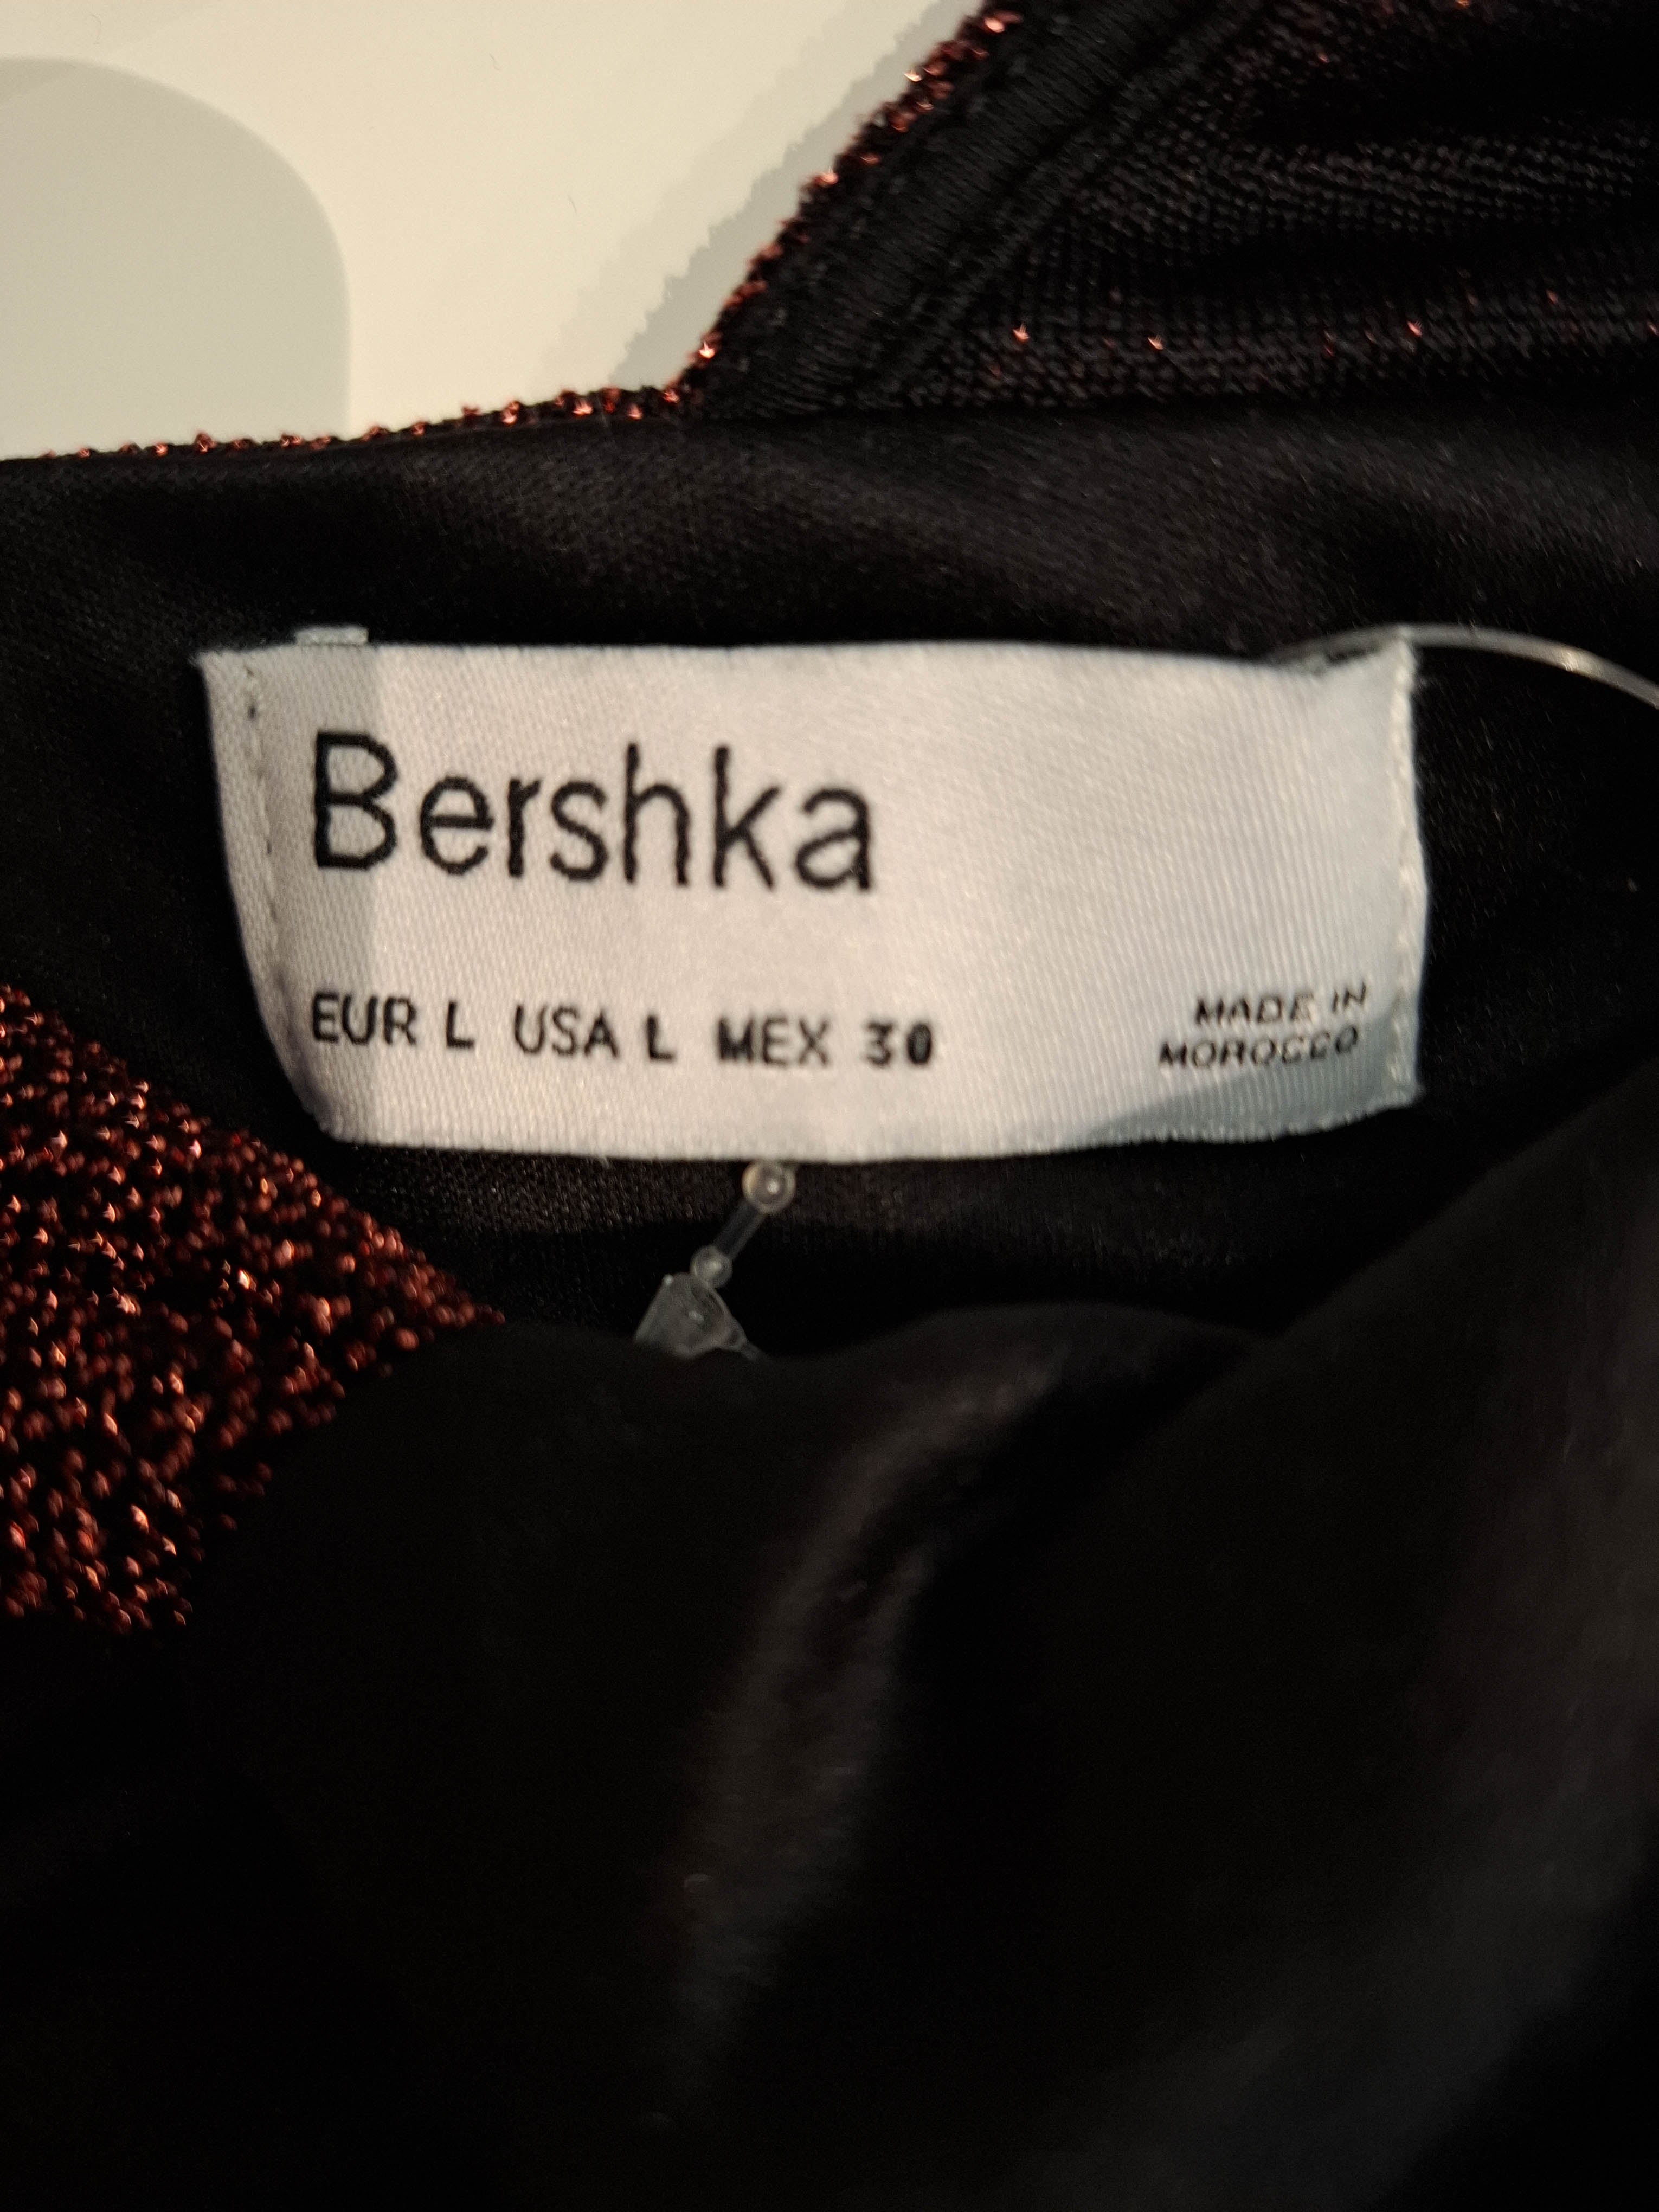 Bershka
EUR L USA L MEX 30
MADE IN
MOROCCO